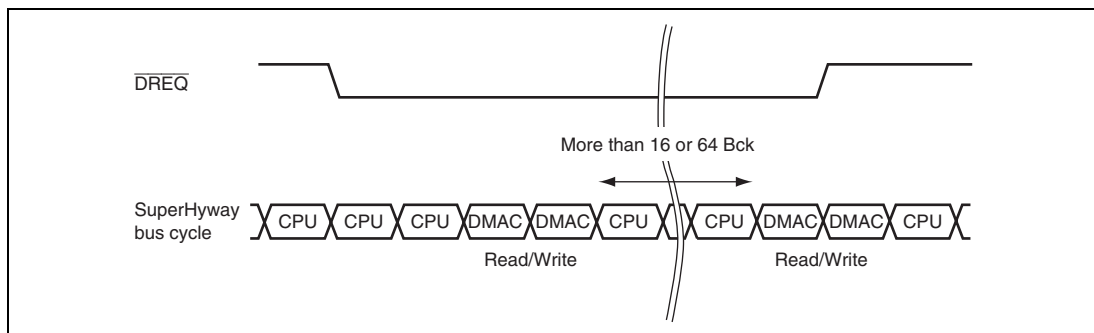 DREQ
More than 16 or 64 Bck
SuperHyway
bus cycle
CPU CPU CPU DMAC DMAC CPU CPU DMAC DMAC CPU
Read/Write Read/Write